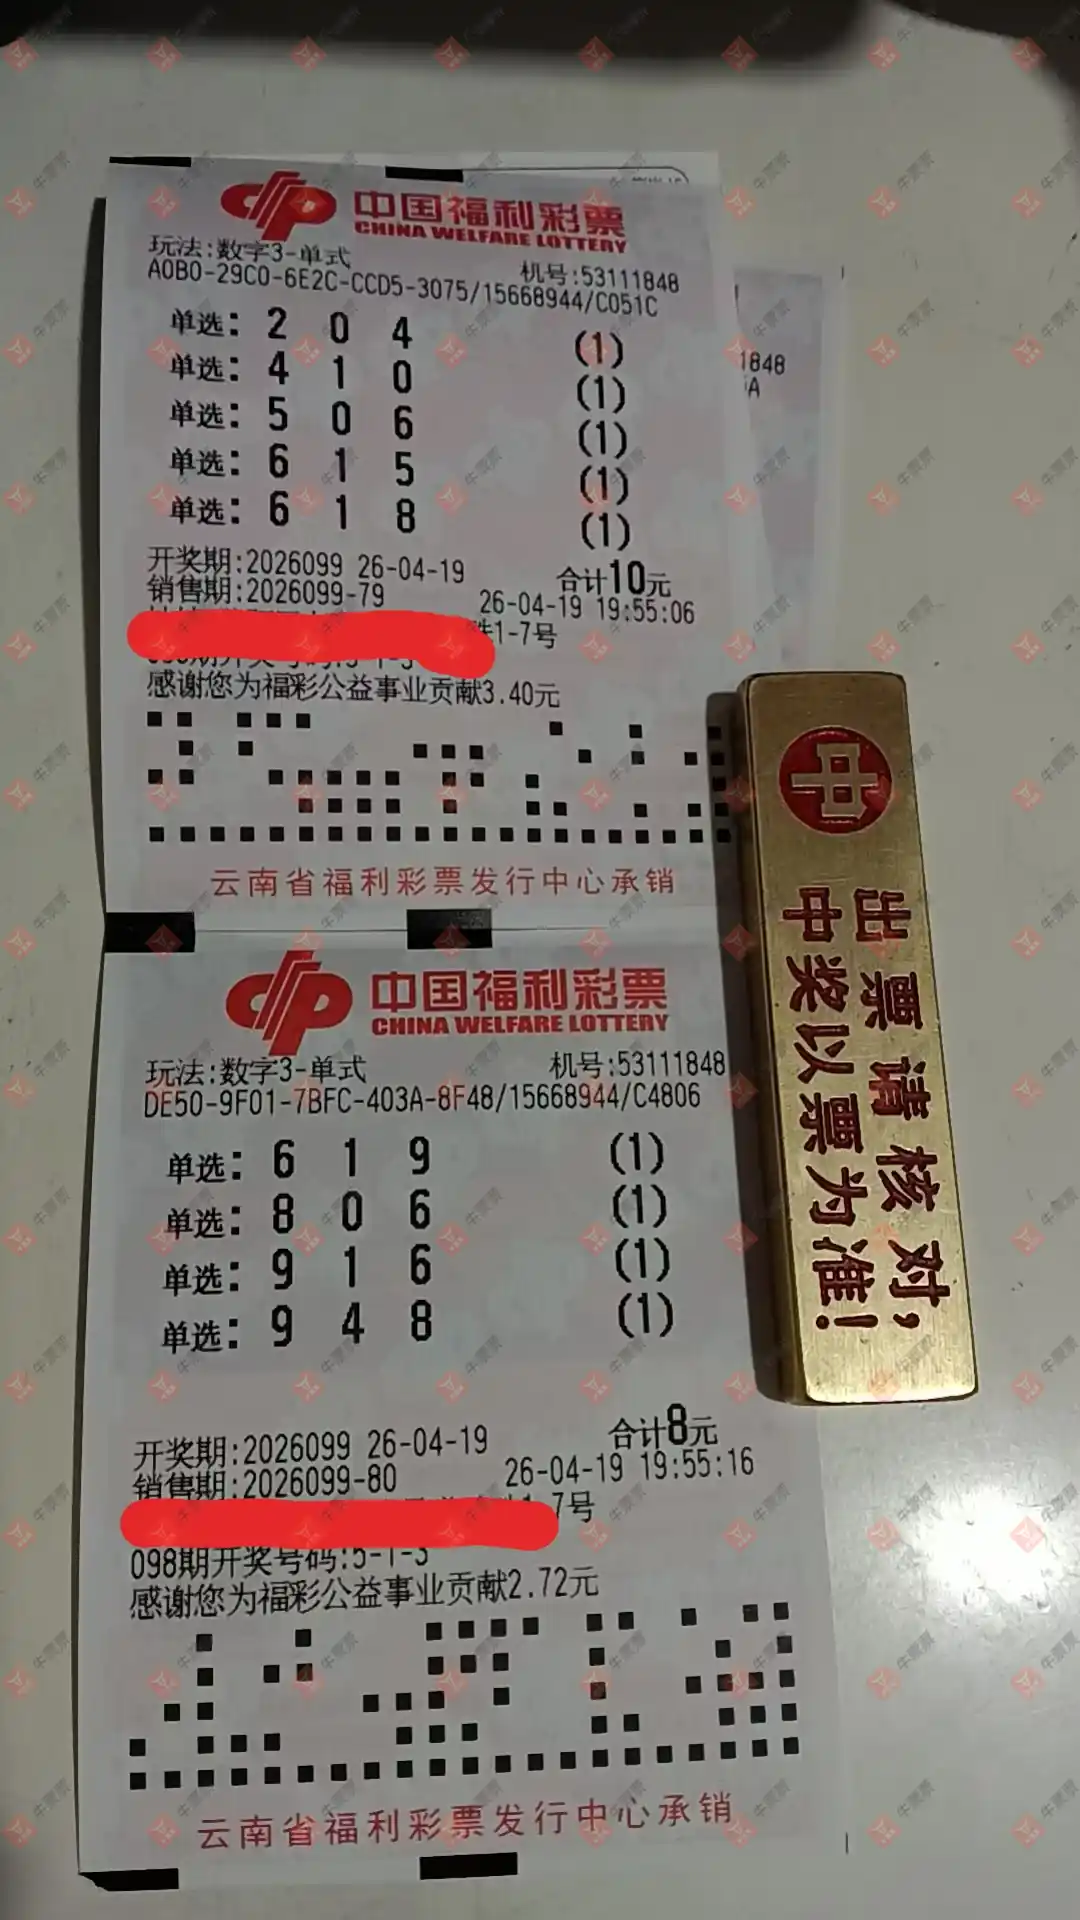 中国福利彩票
CHINA WELFARE LOTTERY
玩法:数字3-单式 机号:53111848
A0B0-29C0-6E2C-CCD5-3075/15668944/C051C
单选: 2 0 4 (1)
单选: 4 1 0 (1)
单选: 5 0 6 (1)
单选: 6 1 5 (1)
单选: 6 1 8 (1)
开奖期:2026099 26-04-19 合计10元
销售期:2026099-79 26-04-19 19:55:06
1-7号
感谢您为福彩公益事业贡献3.40元
云南省福利彩票发行中心承销
1848
中国福利彩票
CHINA WELFARE LOTTERY
玩法:数字3-单式 机号:53111848
DE50-9F01-7BFC-403A-8F48/15668944/C4806
单选: 6 1 9 (1)
单选: 8 0 6 (1)
单选: 9 1 6 (1)
单选: 9 4 8 (1)
开奖期:2026099 26-04-19 合计8元
销售期:2026099-80 26-04-19 19:55:16
7号
098期开奖号码:5-1-3
感谢您为福彩公益事业贡献2.72元
云南省福利彩票发行中心承销
出票请核对，
中奖以票为准！
牛票票